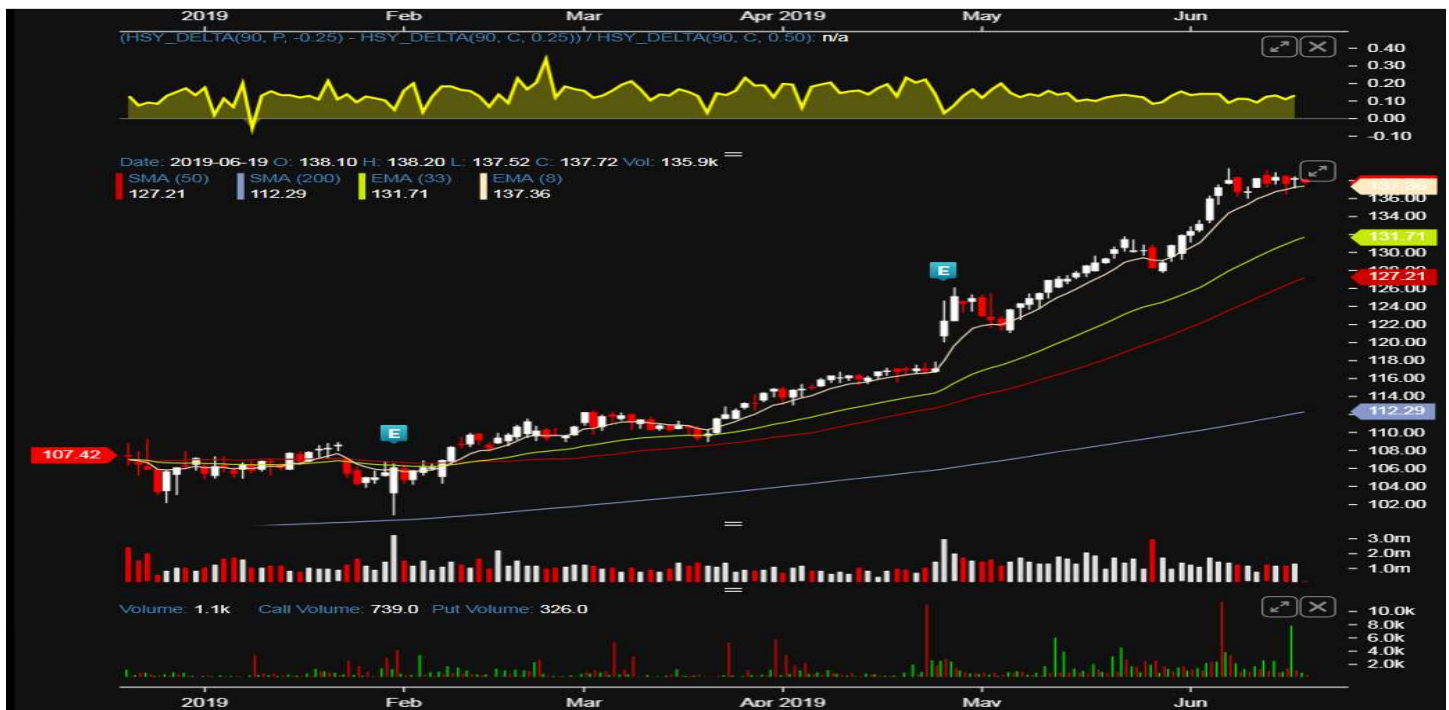 2019 Feb Mar Apr 2019 May Jun
(HSY_DELTA(90, P, -0.25) - HSY_DELTA(90, C, 0.25)) / HSY_DELTA(90, C, 0.50): n/a
0.40
0.30
0.20
0.10
0.00
-0.10
Date: 2019-06-19 O: 138.10 H: 138.20 L: 137.52 C: 137.72 Vol: 135.9k
SMA (50) SMA (200) EMA (33) EMA (8)
127.21 112.29 131.71 137.36
137.36
136.00
134.00
131.71
130.00
127.21
126.00
124.00
122.00
120.00
118.00
116.00
114.00
112.29
110.00
108.00
106.00
104.00
102.00
E
E
107.42
3.0m
2.0m
1.0m
Volume: 1.1k Call Volume: 739.0 Put Volume: 326.0
10.0k
8.0k
6.0k
4.0k
2.0k
2019 Feb Mar Apr 2019 May Jun